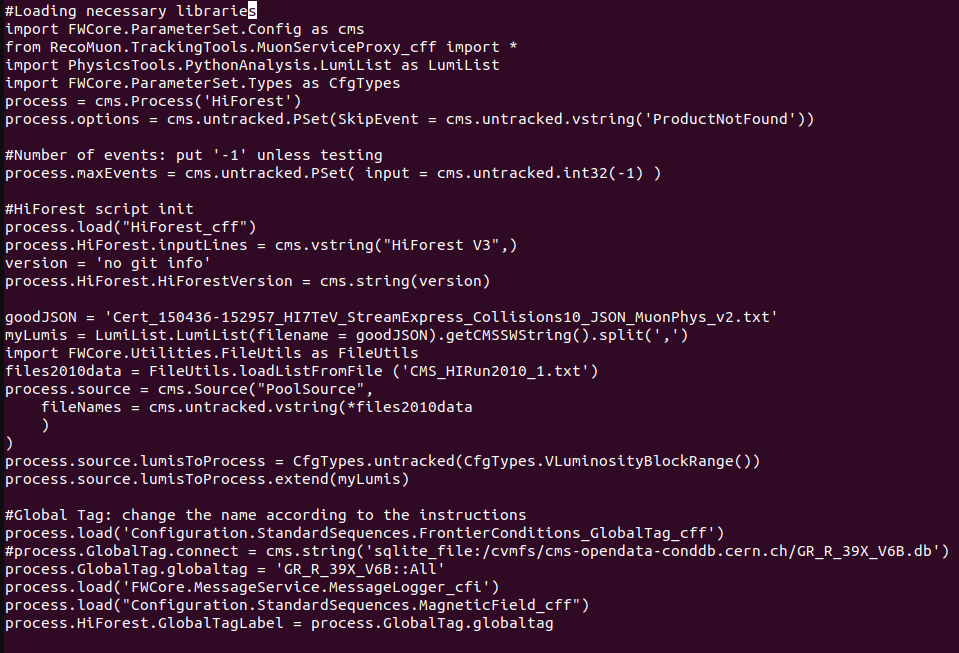 #Loading necessary libraries
import FWCore.ParameterSet.Config as cms
from RecoMuon.TrackingTools.MuonServiceProxy_cff import *
import PhysicsTools.PythonAnalysis.LumiList as LumiList
import FWCore.ParameterSet.Types as CfgTypes
process = cms.Process('HiForest')
process.options = cms.untracked.PSet(SkipEvent = cms.untracked.vstring('ProductNotFound'))

#Number of events: put '-1' unless testing
process.maxEvents = cms.untracked.PSet( input = cms.untracked.int32(-1) )

#HiForest script init
process.load("HiForest_cff")
process.HiForest.inputLines = cms.vstring("HiForest V3",)
version = 'no git info'
process.HiForest.HiForestVersion = cms.string(version)

goodJSON = 'Cert_150436-152957_HI7TeV_StreamExpress_Collisions10_JSON_MuonPhys_v2.txt'
myLumis = LumiList.LumiList(filename = goodJSON).getCMSSWString().split(',')
import FWCore.Utilities.FileUtils as FileUtils
files2010data = FileUtils.loadListFromFile ('CMS_HIRun2010_1.txt')
process.source = cms.Source("PoolSource",
    fileNames = cms.untracked.vstring(*files2010data
    )
)
process.source.lumisToProcess = CfgTypes.untracked(CfgTypes.VLuminosityBlockRange())
process.source.lumisToProcess.extend(myLumis)

#Global Tag: change the name according to the instructions
process.load('Configuration.StandardSequences.FrontierConditions_GlobalTag_cff')
#process.GlobalTag.connect = cms.string('sqlite_file:/cvmfs/cms-opendata-conddb.cern.ch/GR_R_39X_V6B.db')
process.GlobalTag.globaltag = 'GR_R_39X_V6B::All'
process.load('FWCore.MessageService.MessageLogger_cfi')
process.load("Configuration.StandardSequences.MagneticField_cff")
process.HiForest.GlobalTagLabel = process.GlobalTag.globaltag